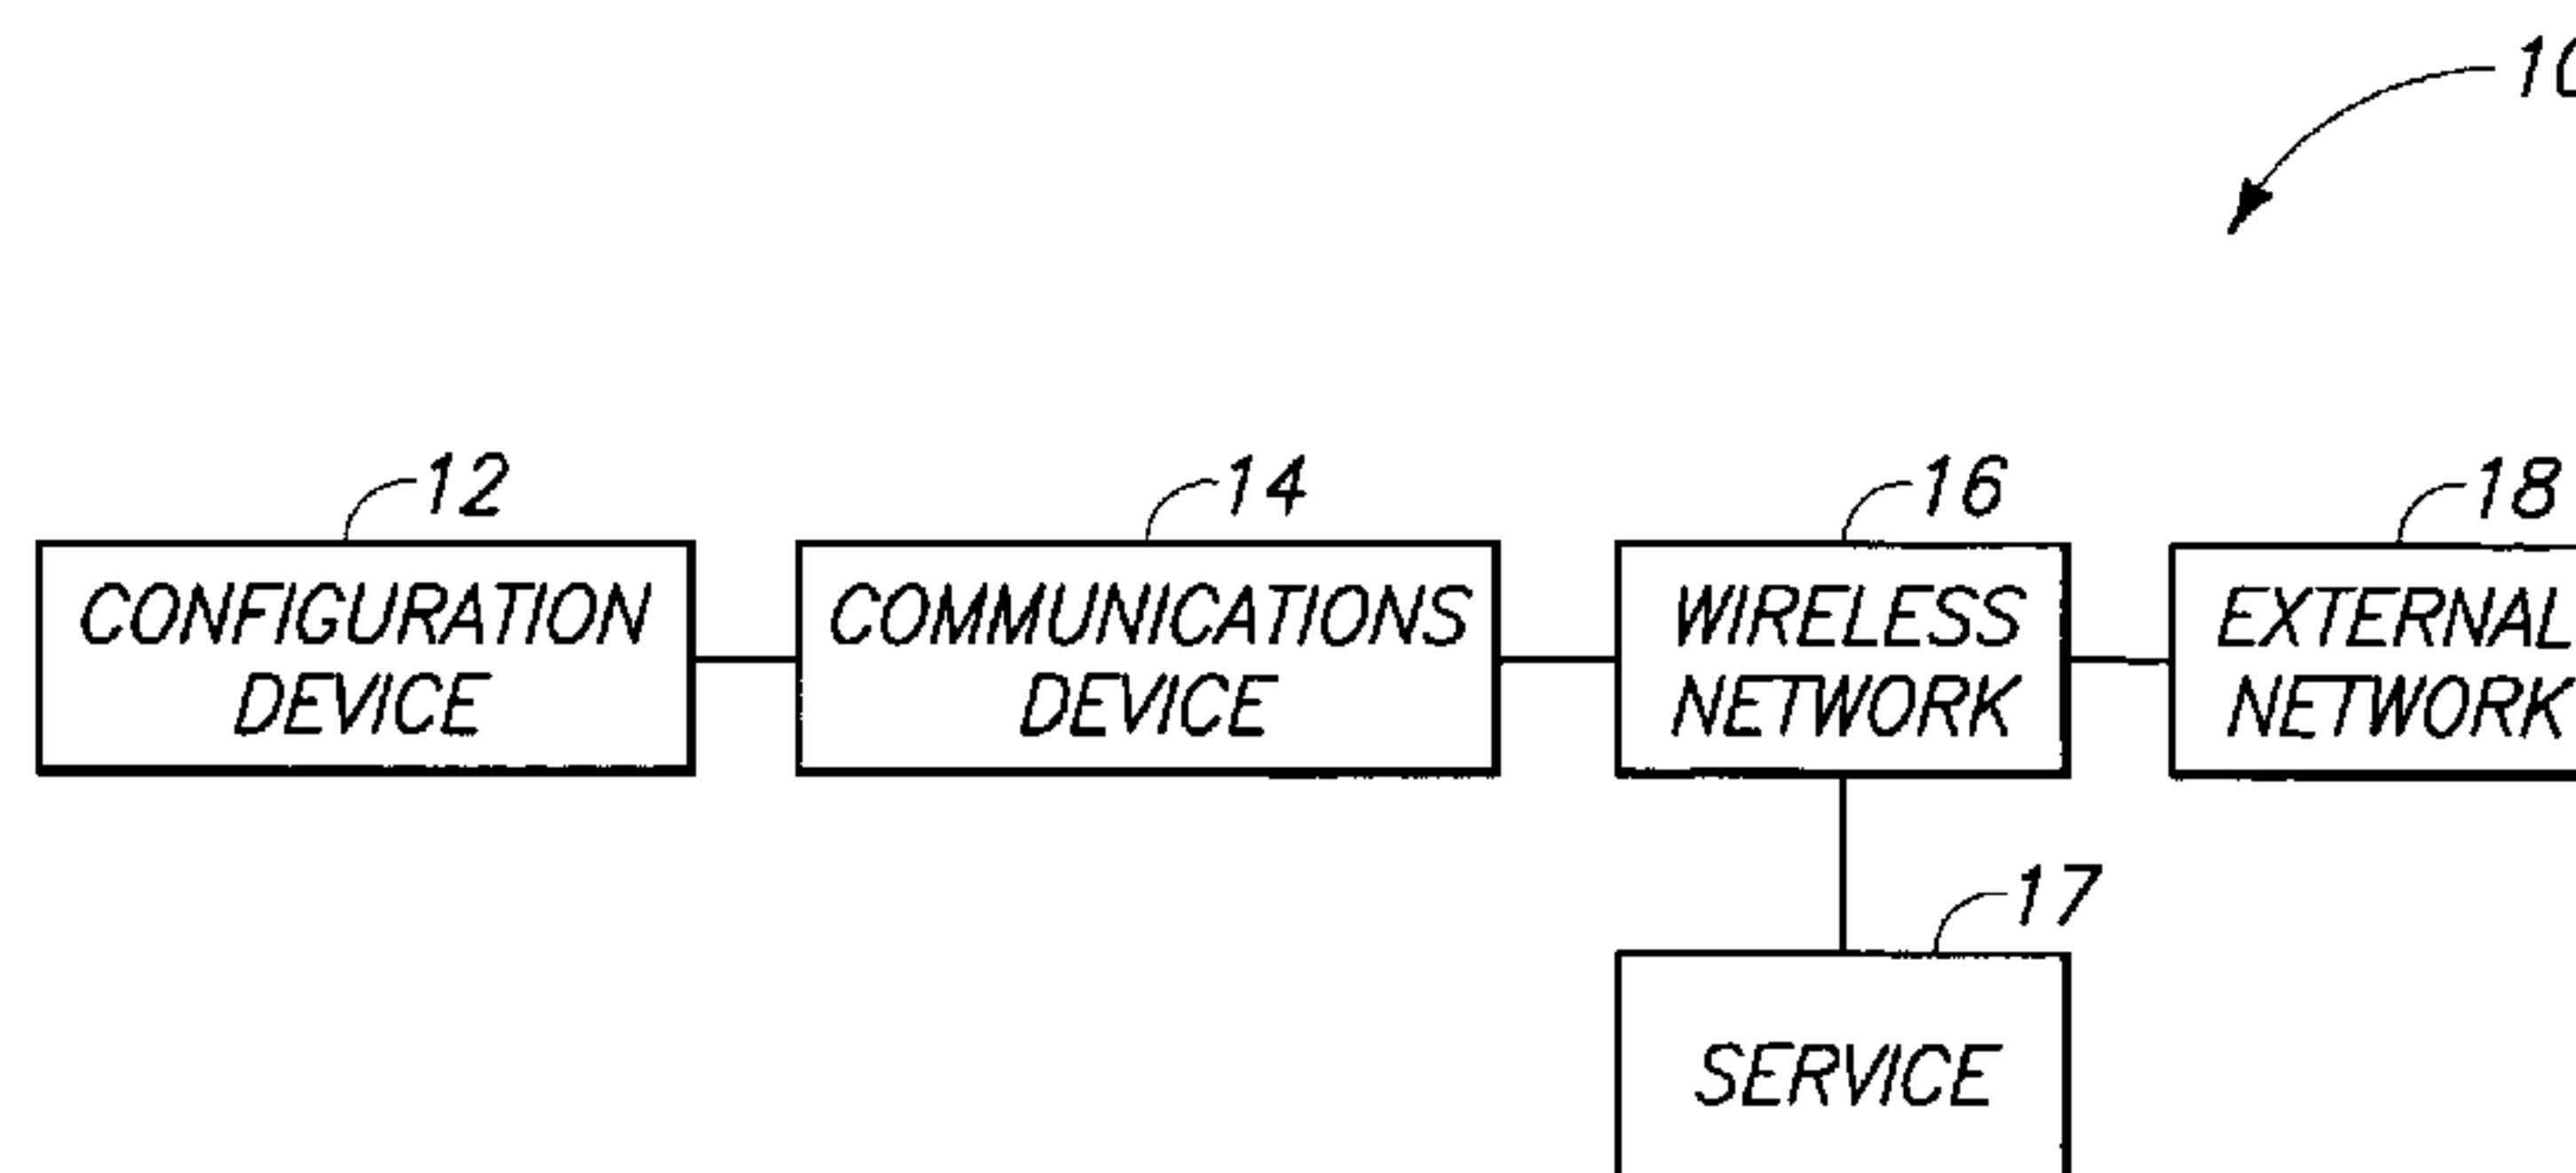 10
12
14
16
18
CONFIGURATION
DEVICE
COMMUNICATIONS
DEVICE
WIRELESS
NETWORK
EXTERNAL
NETWORK
17
SERVICE